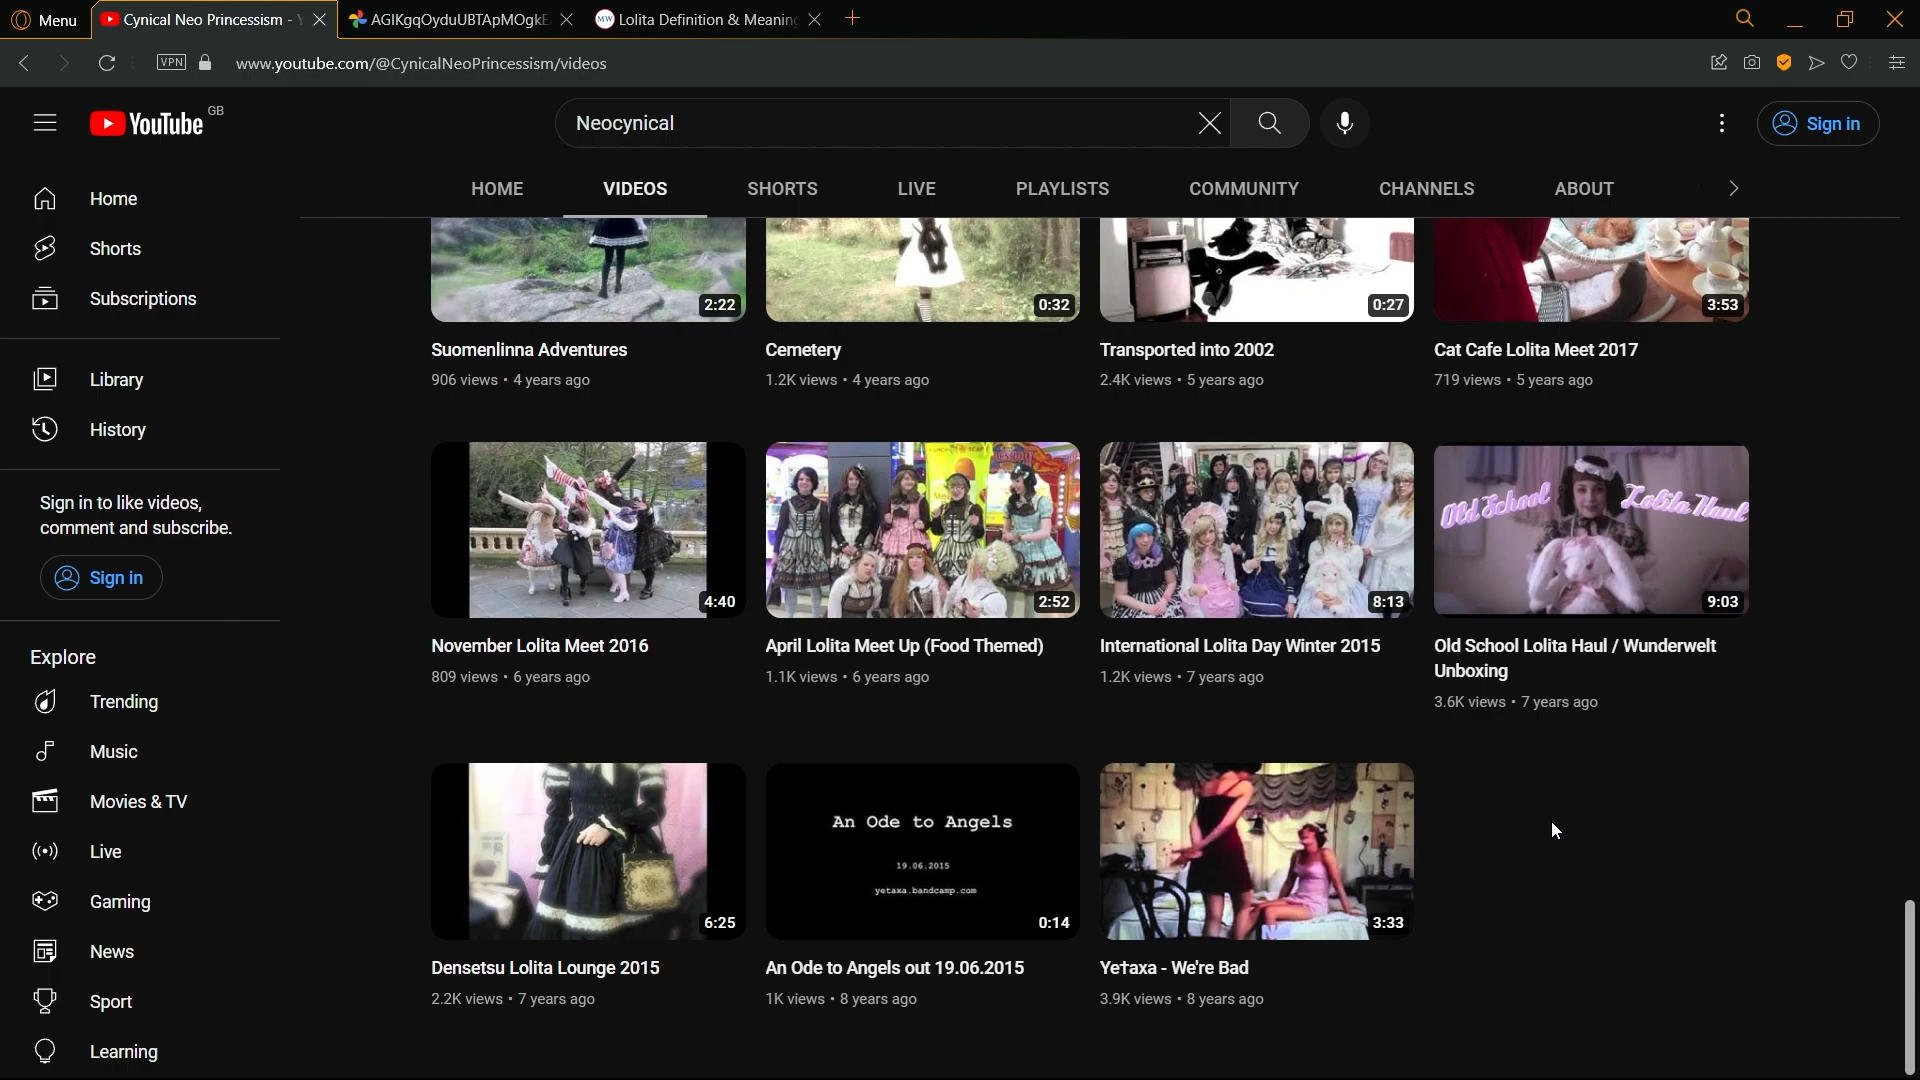 Menu
Cynical Neo Princessism - Y
AGIKgqOyduUBTApMOgkE
MW Lolita Definition & Meaning
VPN
www.youtube.com/@CynicalNeoPrincessism/videos
YouTube GB
Neocynical
Sign in
HOME VIDEOS SHORTS LIVE PLAYLISTS COMMUNITY CHANNELS ABOUT
Home
Shorts
Subscriptions
Library
History
Sign in to like videos,
comment and subscribe.
Sign in
Explore
Trending
Music
Movies & TV
Live
Gaming
News
Sport
Learning
2:22
Suomenlinna Adventures
906 views • 4 years ago
0:32
Cemetery
1.2K views • 4 years ago
0:27
Transported into 2002
2.4K views • 5 years ago
3:53
Cat Cafe Lolita Meet 2017
719 views • 5 years ago
4:40
November Lolita Meet 2016
809 views • 6 years ago
2:52
April Lolita Meet Up (Food Themed)
1.1K views • 6 years ago
8:13
International Lolita Day Winter 2015
1.2K views • 7 years ago
Old School Lolita Haul
9:03
Old School Lolita Haul / Wunderwelt
Unboxing
3.6K views • 7 years ago
6:25
Densetsu Lolita Lounge 2015
2.2K views • 7 years ago
An Ode to Angels
19.06.2015
yetaxa.bandcamp.com
0:14
An Ode to Angels out 19.06.2015
1K views • 8 years ago
3:33
Ye†axa - We're Bad
3.9K views • 8 years ago